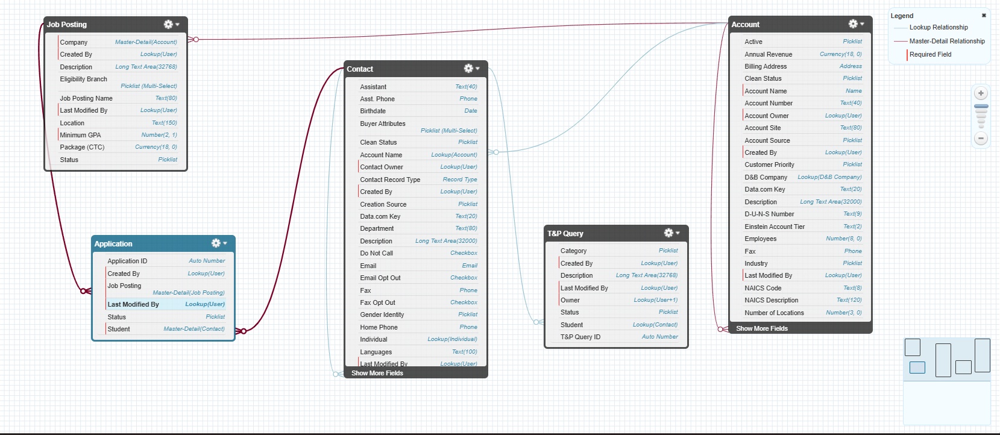 Job Posting
Company Master-Detail(Account)
Created By Lookup(User)
Description Long Text Area(32768)
Eligibility Branch
Picklist (Multi-Select)
Job Posting Name Text(80)
Last Modified By Lookup(User)
Location Text(150)
Minimum GPA Number(2, 1)
Package (CTC) Currency(18, 0)
Status Picklist
Application
Application ID Auto Number
Created By Lookup(User)
Job Posting
Master-Detail(Job Posting)
Last Modified By Lookup(User)
Status Picklist
Student Master-Detail(Contact)
Contact
Assistant Text(40)
Asst. Phone Phone
Birthdate Date
Buyer Attributes
Picklist (Multi-Select)
Clean Status Picklist
Account Name Lookup(Account)
Contact Owner Lookup(User)
Contact Record Type Record Type
Created By Lookup(User)
Creation Source Picklist
Data.com Key Text(20)
Department Text(80)
Description Long Text Area(32000)
Do Not Call Checkbox
Email Email
Email Opt Out Checkbox
Fax Phone
Fax Opt Out Checkbox
Gender Identity Picklist
Home Phone Phone
Individual Lookup(Individual)
Languages Text(100)
Last Modified By Lookup(User)
Show More Fields
T&P Query
Category Picklist
Created By Lookup(User)
Description Long Text Area(32768)
Last Modified By Lookup(User)
Owner Lookup(User+1)
Status Picklist
Student Lookup(Contact)
T&P Query ID Auto Number
Account
Active Picklist
Annual Revenue Currency(18, 0)
Billing Address Address
Clean Status Picklist
Account Name Name
Account Number Text(40)
Account Owner Lookup(User)
Account Site Text(80)
Account Source Picklist
Created By Lookup(User)
Customer Priority Picklist
D&B Company Lookup(D&B Company)
Data.com Key Text(20)
Description Long Text Area(32000)
D-U-N-S Number Text(9)
Einstein Account Tier Text(2)
Employees Number(8, 0)
Fax Phone
Industry Picklist
Last Modified By Lookup(User)
NAICS Code Text(8)
NAICS Description Text(120)
Number of Locations Number(3, 0)
Show More Fields
Legend
Lookup Relationship
Master-Detail Relationship
Required Field